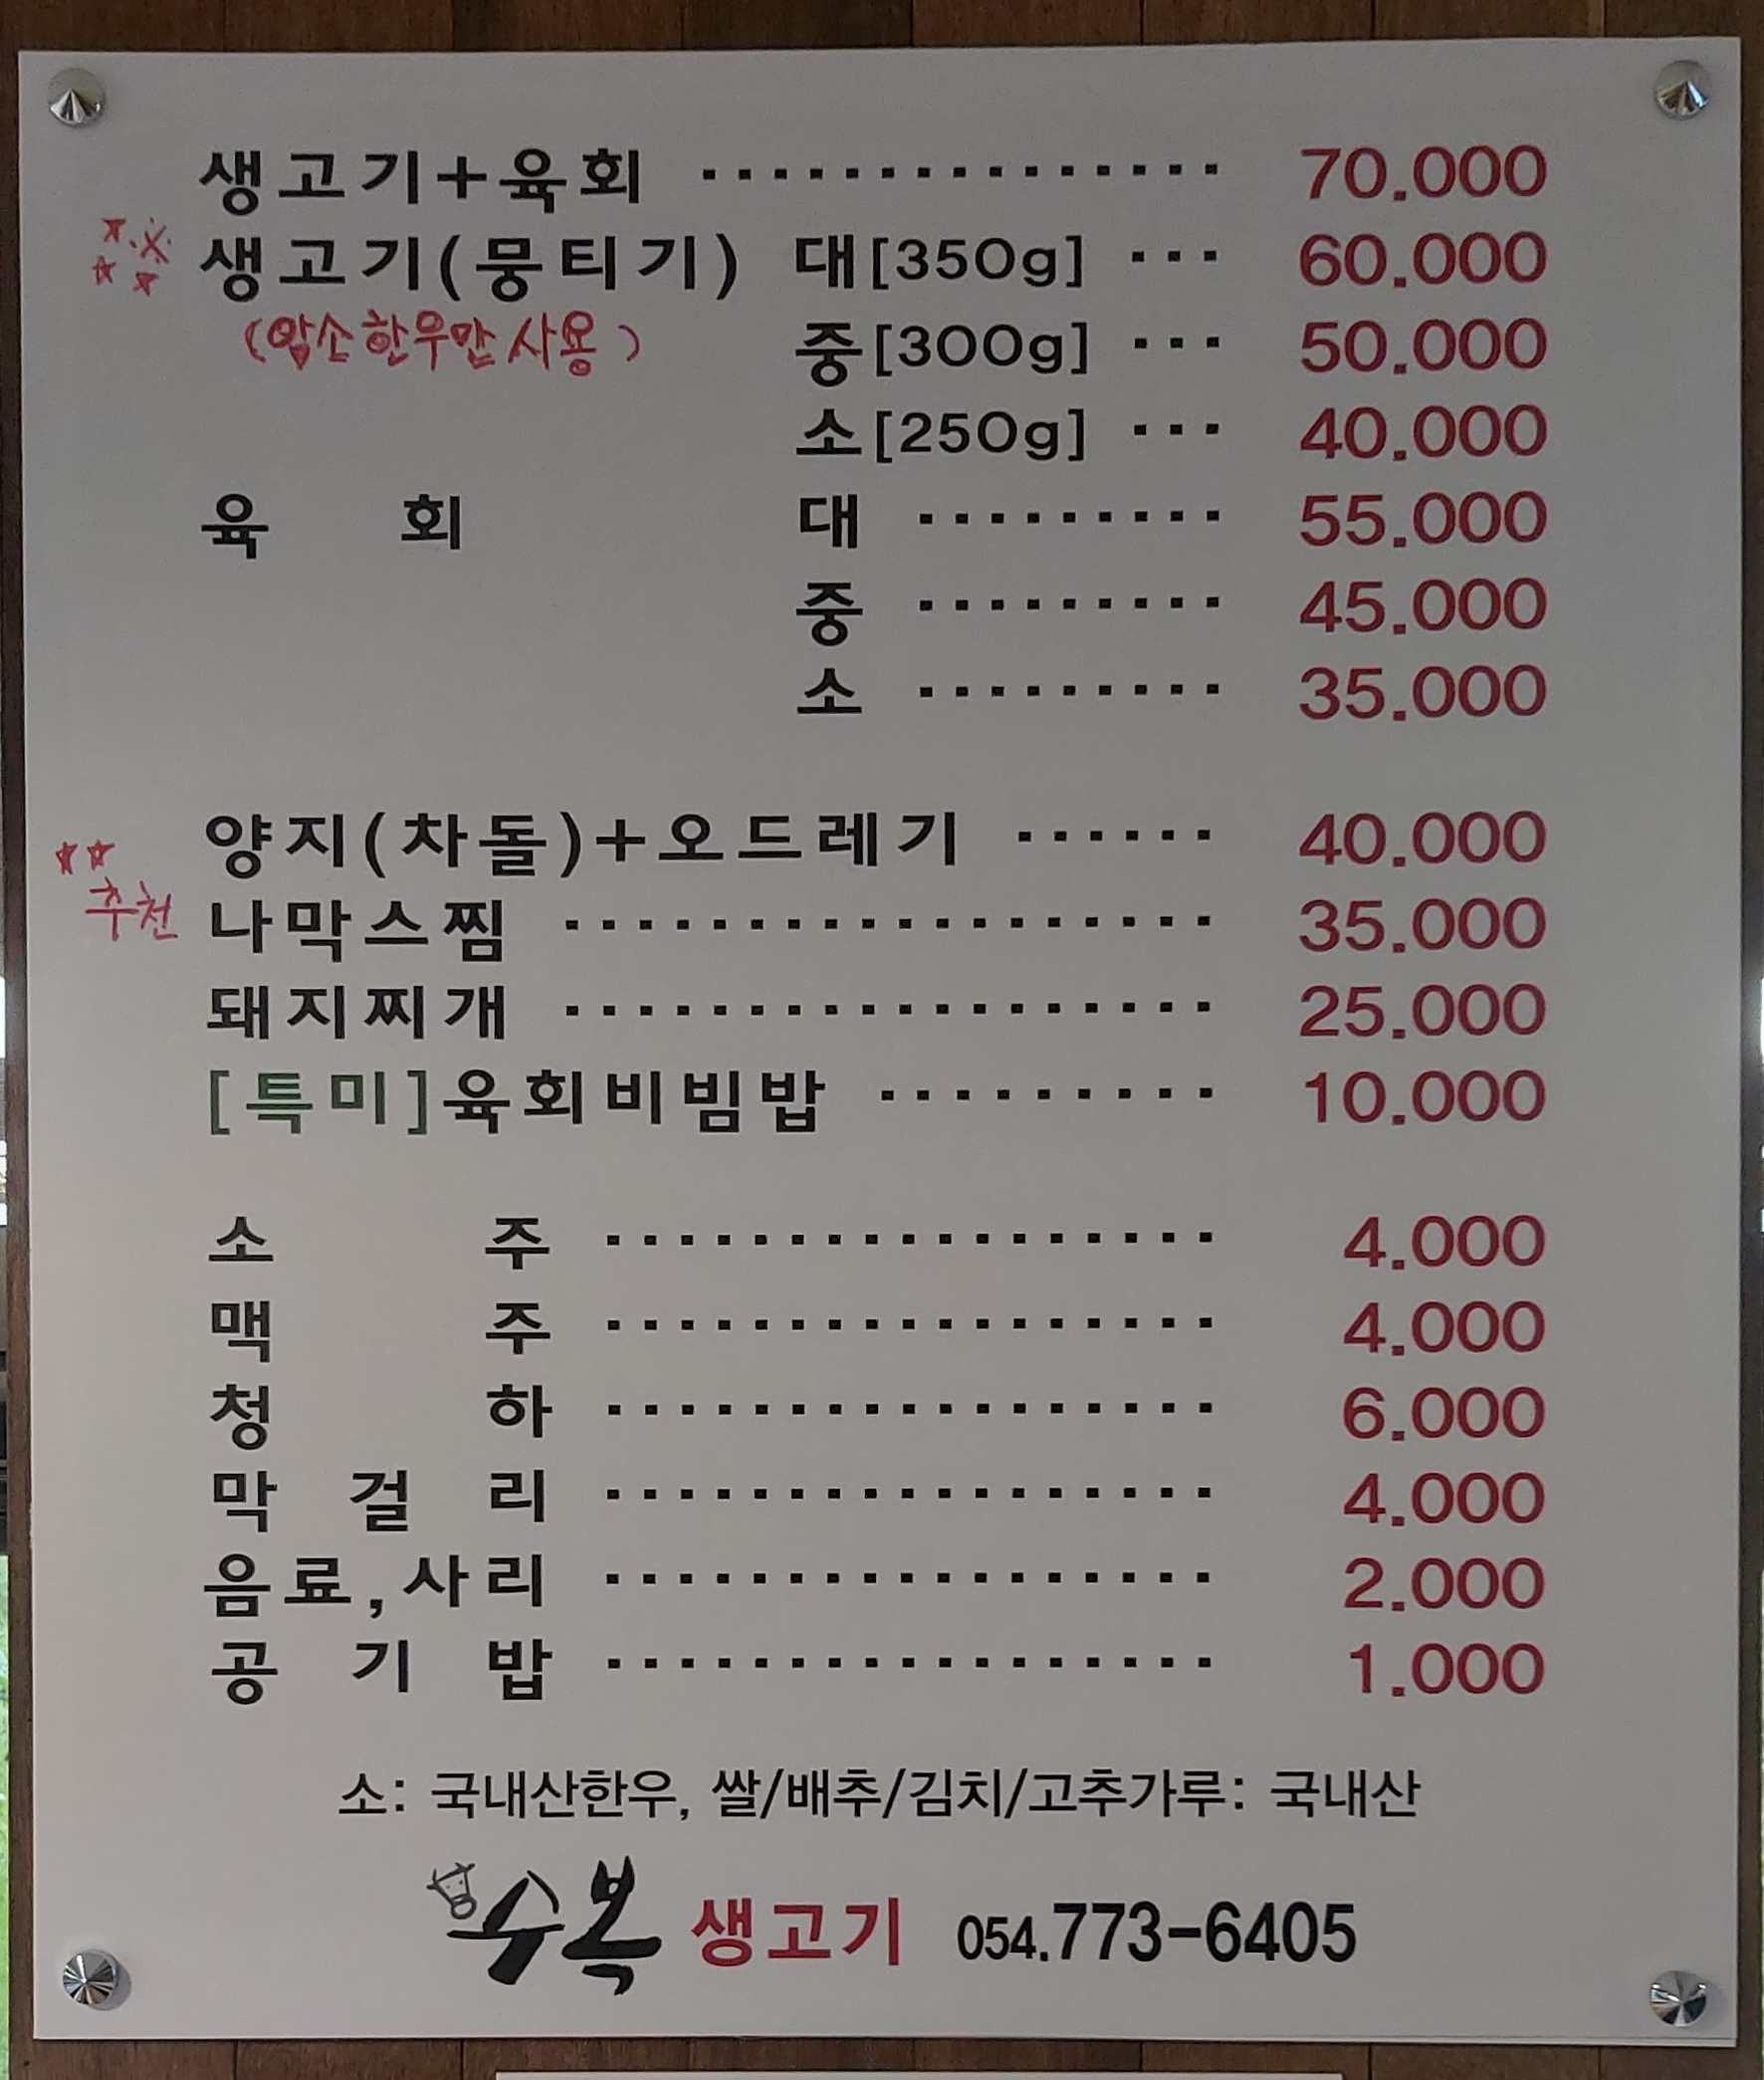 생고기+육회 ··············· 70.000
생고기(뭉티기) 대[350g] ··· 60.000
(암소한우만 사용) 중[300g] ··· 50.000
소[250g] ··· 40.000
육 회 대 ········· 55.000
중 ········· 45.000
소 ········· 35.000
양지(차돌)+오드레기 ······ 40.000
추천 나막스찜 ·················· 35.000
돼지찌개 ·················· 25.000
[특미]육회비빔밥 ·········· 10.000
소 주 ················· 4.000
맥 주 ················· 4.000
청 하 ················· 6.000
막 걸 리 ················· 4.000
음료,사리 ················· 2.000
공 기 밥 ················· 1.000
소: 국내산한우, 쌀/배추/김치/고추가루: 국내산
수복 생고기 054.773-6405